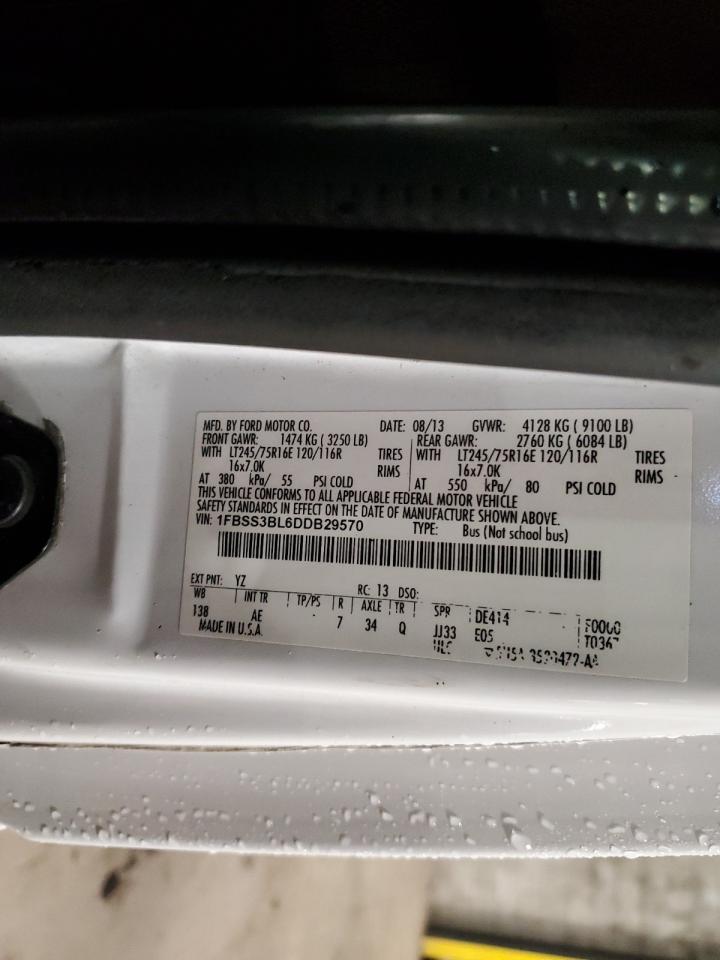 MFD. BY FORD MOTOR CO. DATE: 08/13 GVWR: 4128 KG ( 9100 LB)
FRONT GAWR: 1474 KG ( 3250 LB) REAR GAWR: 2760 KG ( 6084 LB)
WITH LT245/75R16E 120/116R TIRES WITH LT245/75R16E 120/116R TIRES
16x7.0K RIMS 16x7.0K RIMS
AT 380 kPa/ 55 PSI COLD AT 550 kPa/ 80 PSI COLD
THIS VEHICLE CONFORMS TO ALL APPLICABLE FEDERAL MOTOR VEHICLE
SAFETY STANDARDS IN EFFECT ON THE DATE OF MANUFACTURE SHOWN ABOVE.
VIN: 1FBSS3BL6DDB29570 TYPE: Bus (Not school bus)
EXT PNT: YZ RC: 13 DSO:
WB INT TR TP/PS R AXLE TR SPR DE414
138 AE - 7 34 Q JJ33 E05
MADE IN U.S.A.